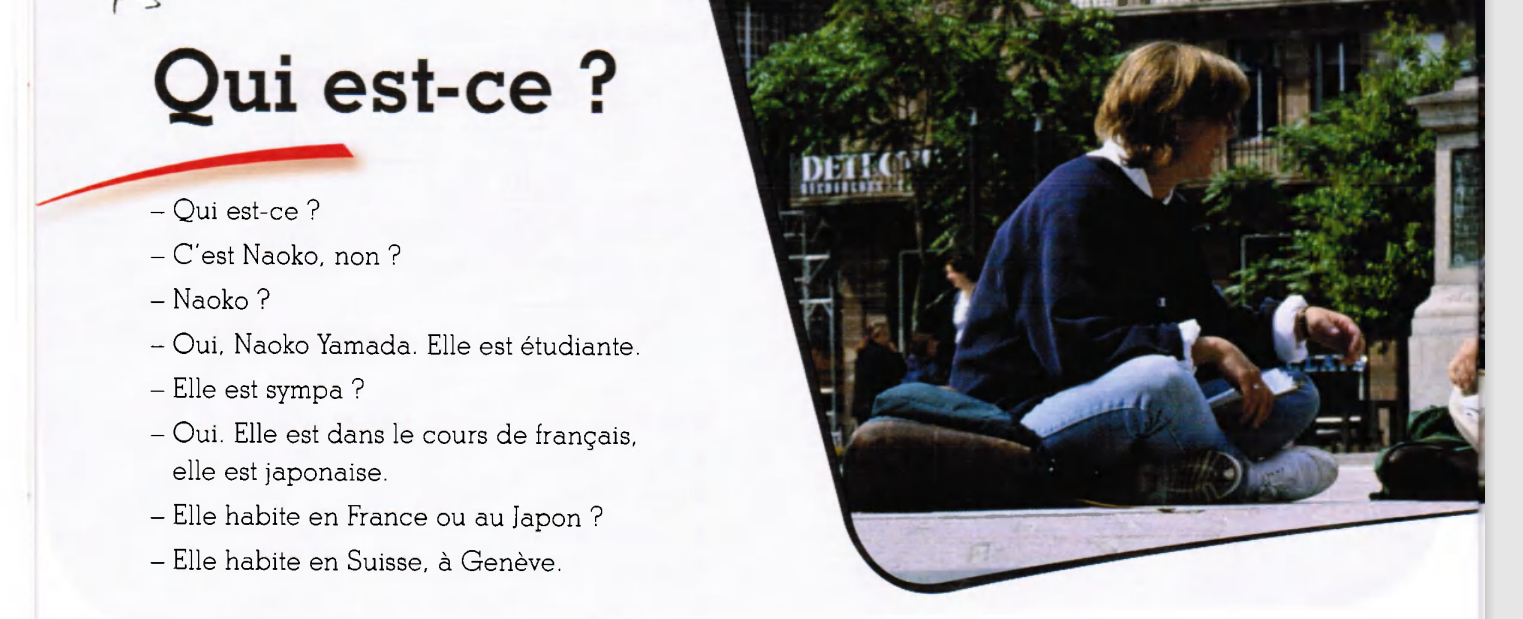 Qui est-ce ?
– Qui est-ce ?
– C'est Naoko, non ?
– Naoko ?
– Oui, Naoko Yamada. Elle est étudiante.
– Elle est sympa ?
– Oui. Elle est dans le cours de français,
elle est japonaise.
– Elle habite en France ou au Japon ?
– Elle habite en Suisse, à Genève.